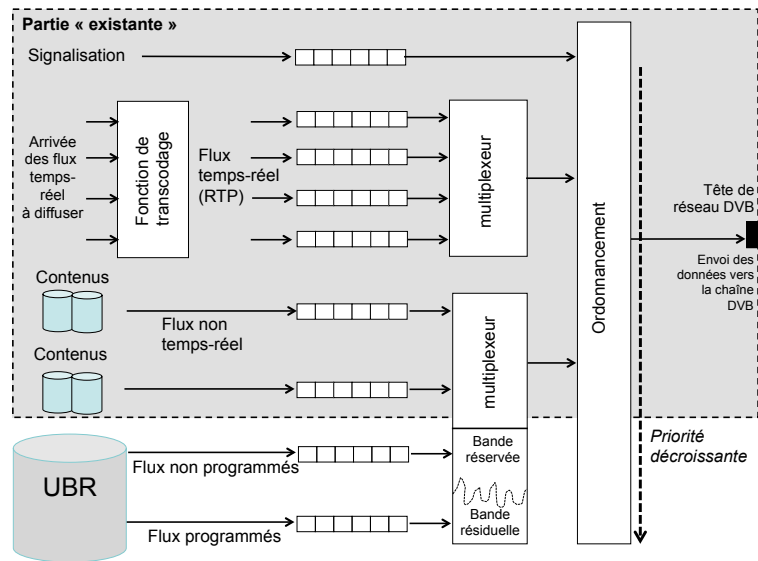 Partie « existante »
Signalisation
Arrivée
des flux
temps-
réel
à diffuser
Fonction de
transcodage
Flux
temps-réel
(RTP)
multiplexeur
Ordonnancement
Tête de
réseau DVB
Envoi des
données vers
la chaîne
DVB
Contenus
Flux non
temps-réel
Contenus
multiplexeur
Priorité
décroissante
UBR
Flux non programmés
Bande
réservée
Flux programmés
Bande
résiduelle